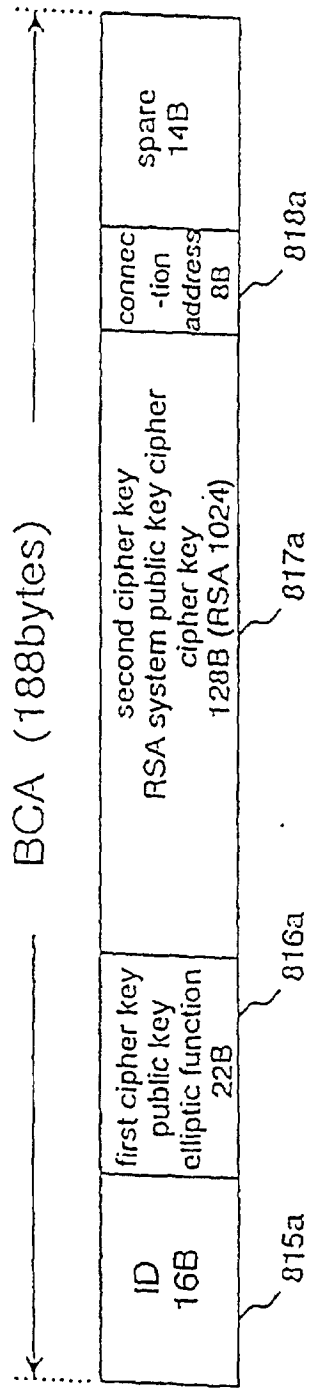 BCA (188bytes)
ID
16B
first cipher key
public key
elliptic function
22B
second cipher key
RSA system public key cipher
cipher key
128B (RSA 1024)
connec
-tion
address
8B
spare
14B
815a
816a
817a
818a